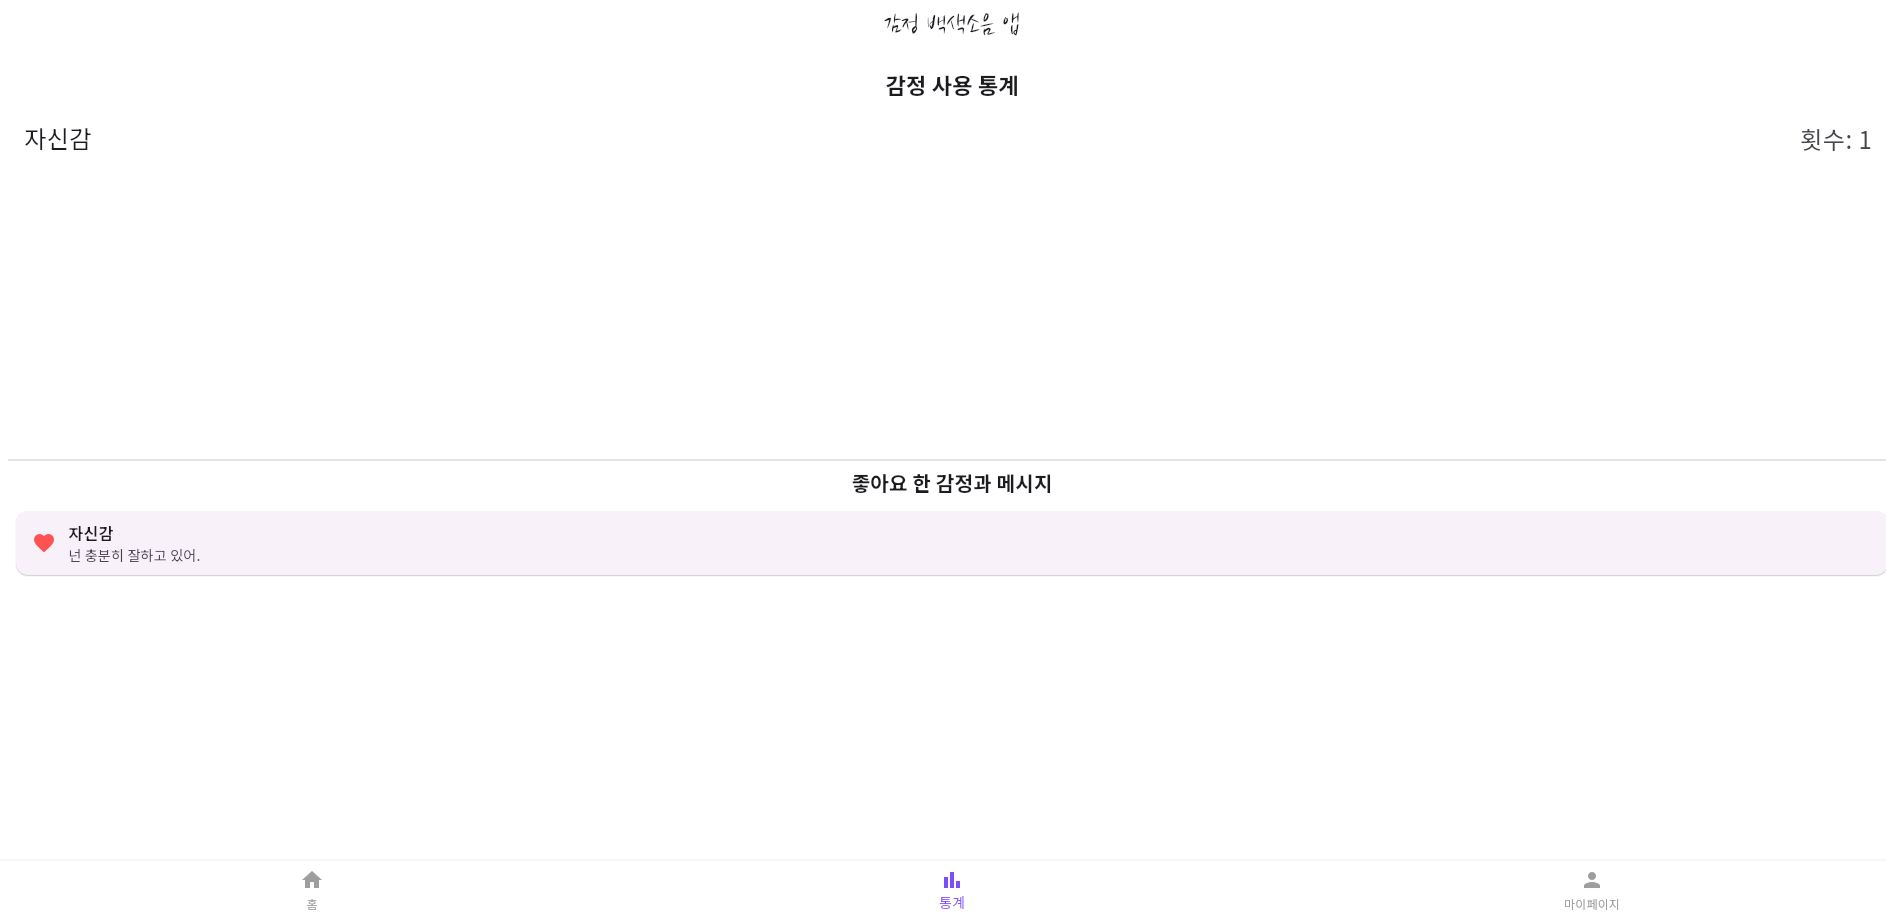 감정 백색소음 앱
감정 사용 통계
자신감 횟수: 1
좋아요 한 감정과 메시지
자신감
넌 충분히 잘하고 있어.
홈 통계 마이페이지